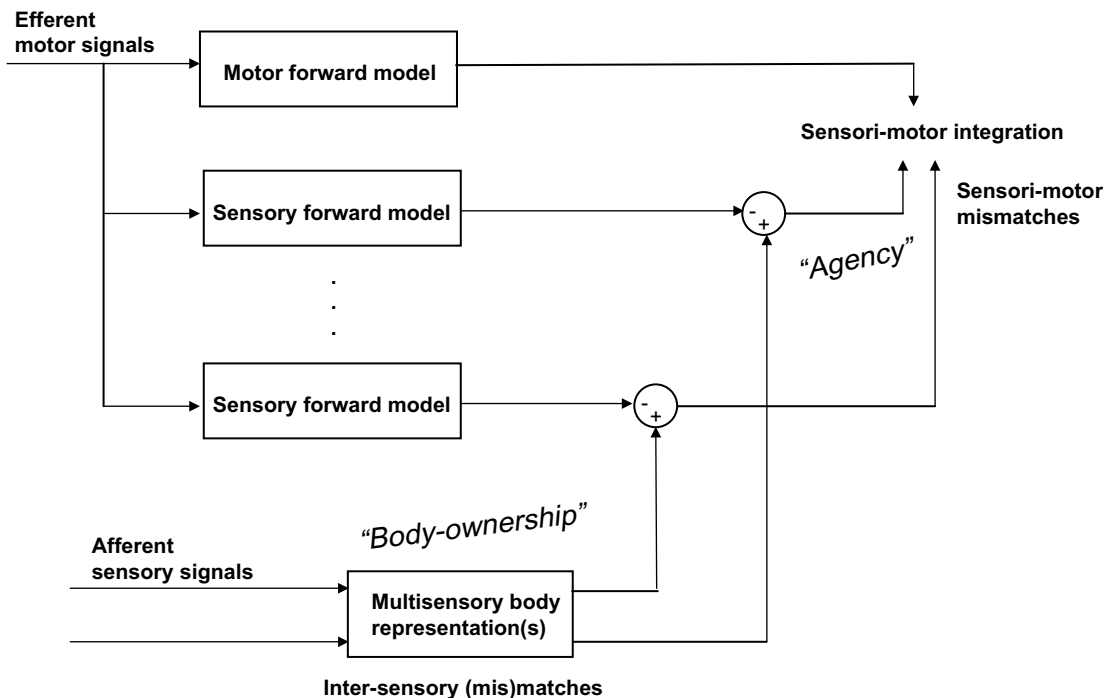 Efferent
motor signals
Motor forward model
Sensori-motor integration
Sensory forward model
- +
Sensori-motor
mismatches
“Agency”
.
.
.
Sensory forward model
- +
“Body-ownership”
Afferent
sensory signals
Multisensory body
representation(s)
Inter-sensory (mis)matches